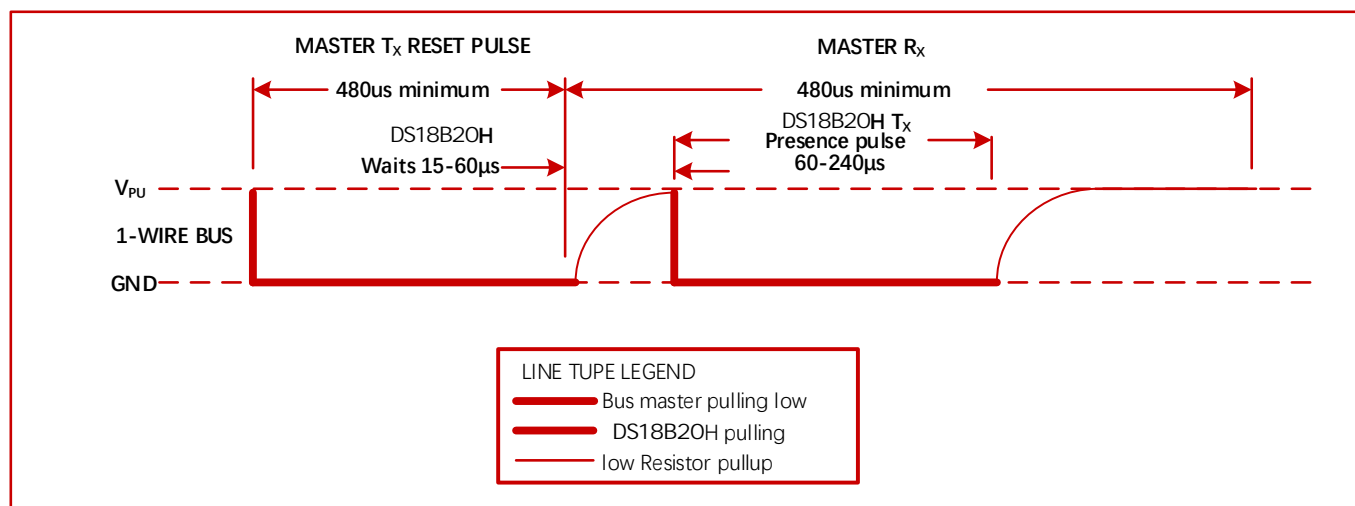 MASTER TX RESET PULSE
MASTER RX
480us minimum
480us minimum
DS18B20H
Waits 15-60μs
DS18B20H TX
Presence pulse
60-240μs
VPU
1-WIRE BUS
GND
LINE TUPE LEGEND
Bus master pulling low
DS18B20H pulling
low Resistor pullup